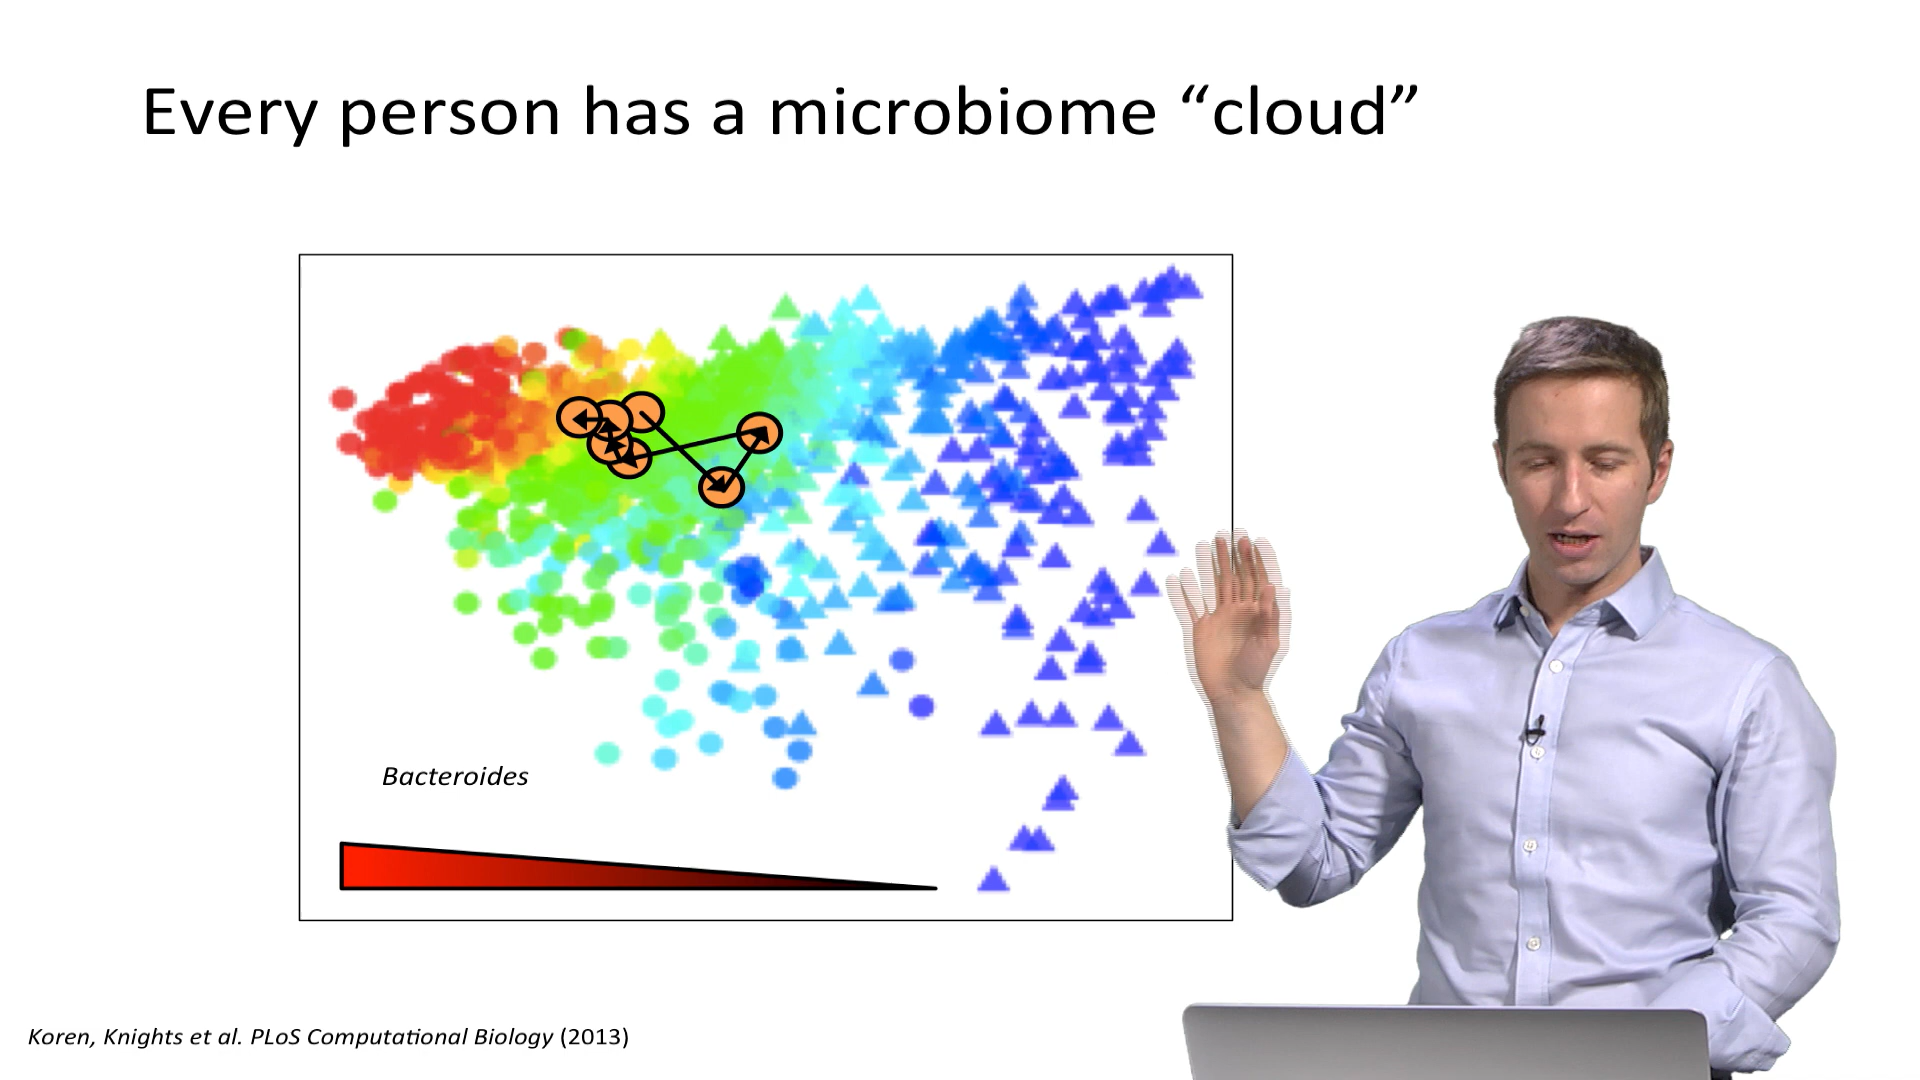 Every person has a microbiome “cloud”
Bacteroides
Koren, Knights et al. PLoS Computational Biology (2013)